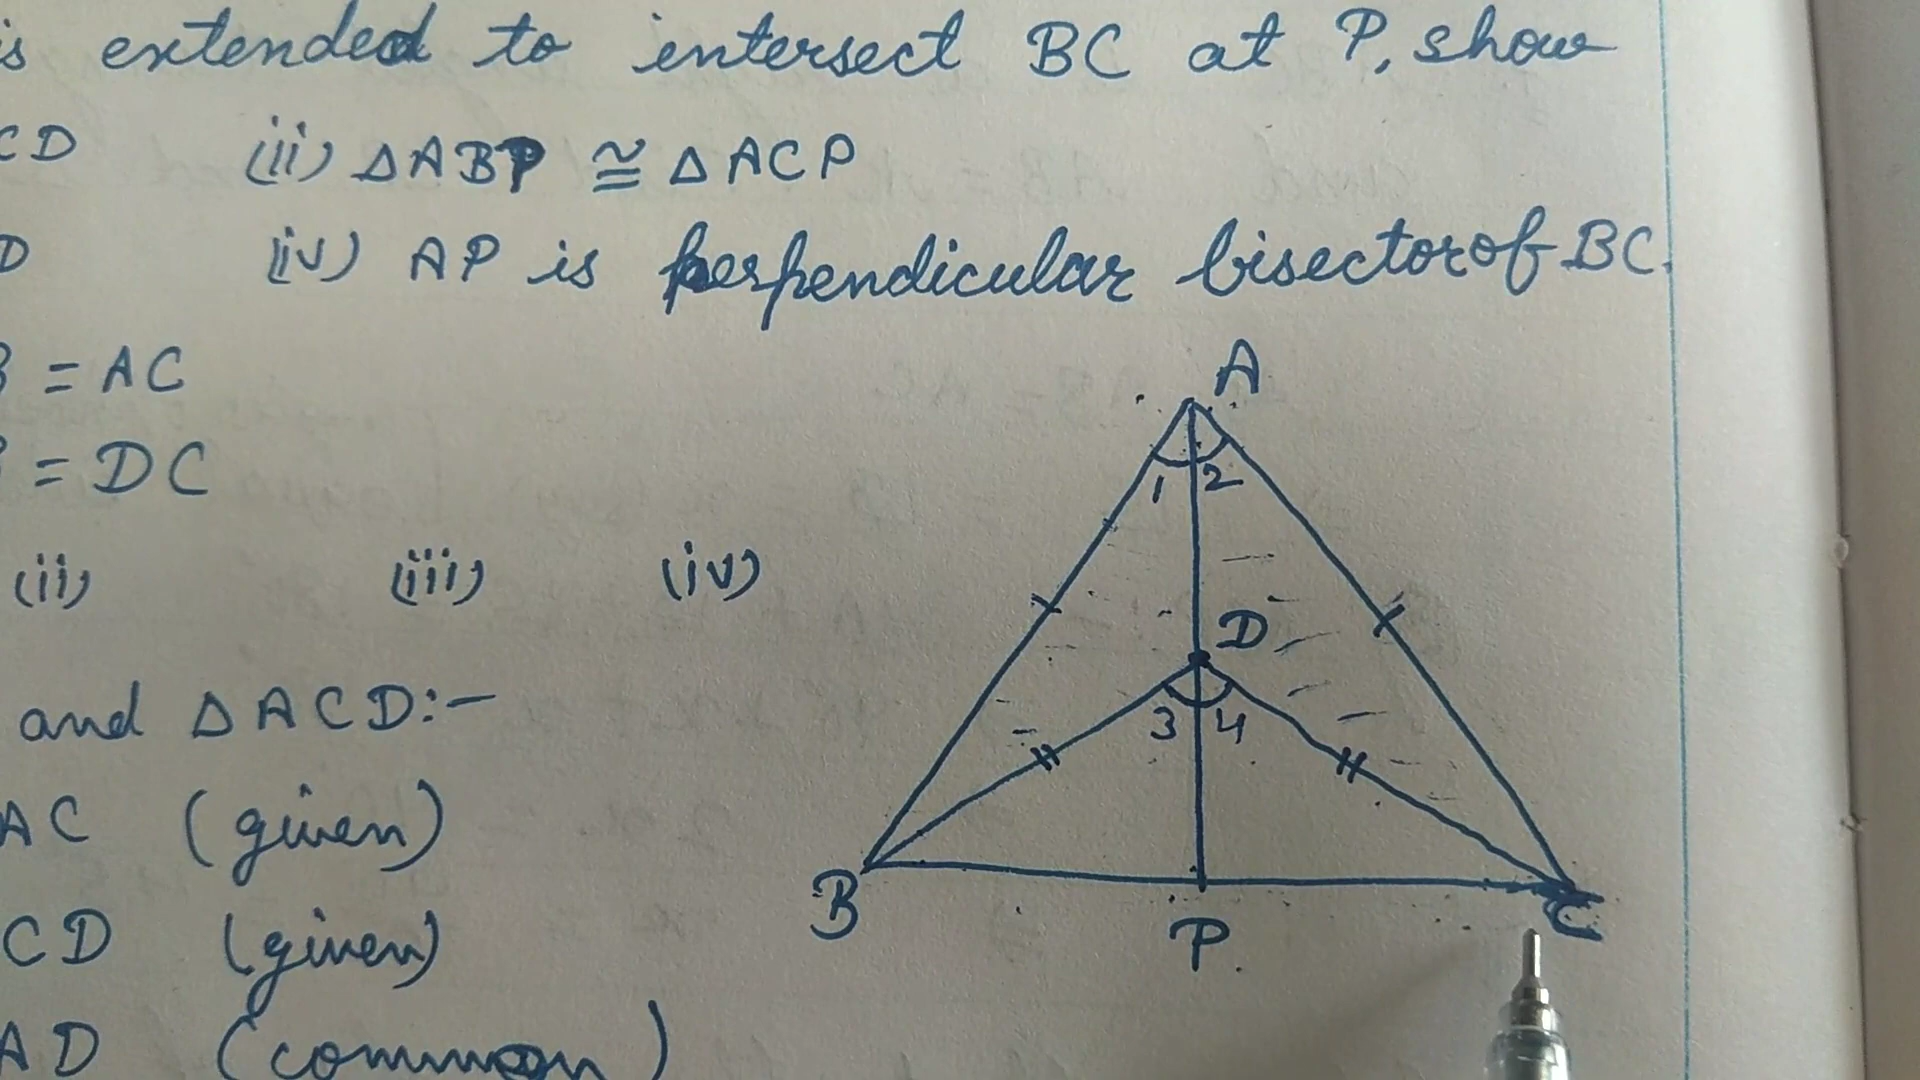 is extended to intersect BC at P, show
CD (ii) ΔABP ≅ ΔACP
D (iv) AP is perpendicular bisector of BC.
B = AC
= DC
(ii) (iii) (iv)
and ΔACD:-
AC (given)
CD (given)
AD (common)
A
1 2
D
3 4
B P. C